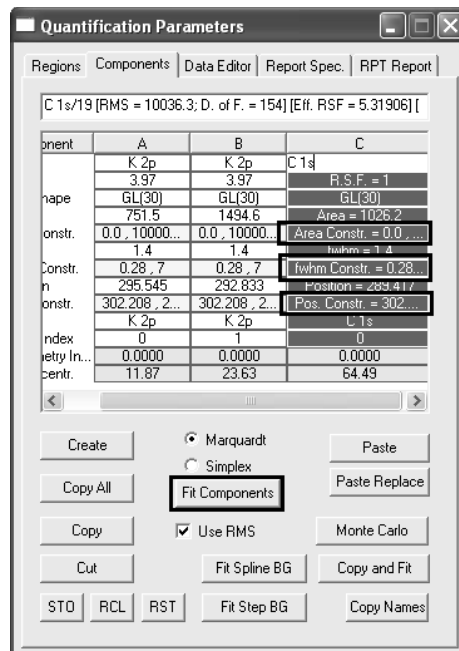 Quantification Parameters
Regions Components Data Editor Report Spec. RPT Report
C 1s/19 [RMS = 10036.3; D. of F. = 154] [Eff. RSF = 5.31906] [
onent A B C
K 2p K 2p C 1s
3.97 3.97 R.S.F. = 1
hape GL(30) GL(30) GL(30)
751.5 1494.6 Area = 1026.2
onstr. 0.0 , 10000... 0.0 , 10000... Area Constr. = 0.0 , ...
1.4 1.4 fwhm = 1.4
Constr. 0.28 , 7 0.28 , 7 fwhm Constr. = 0.28...
n 295.545 292.833 Position = 289.417
onstr. 302.208 , 2... 302.208 , 2... Pos. Constr. = 302....
K 2p K 2p C 1s
ndex 0 1 0
etry In... 0.0000 0.0000 0.0000
centr. 11.87 23.63 64.49
Create Marquardt Paste
Simplex
Copy All Fit Components Paste Replace
Copy Use RMS Monte Carlo
Cut Fit Spline BG Copy and Fit
STO RCL RST Fit Step BG Copy Names